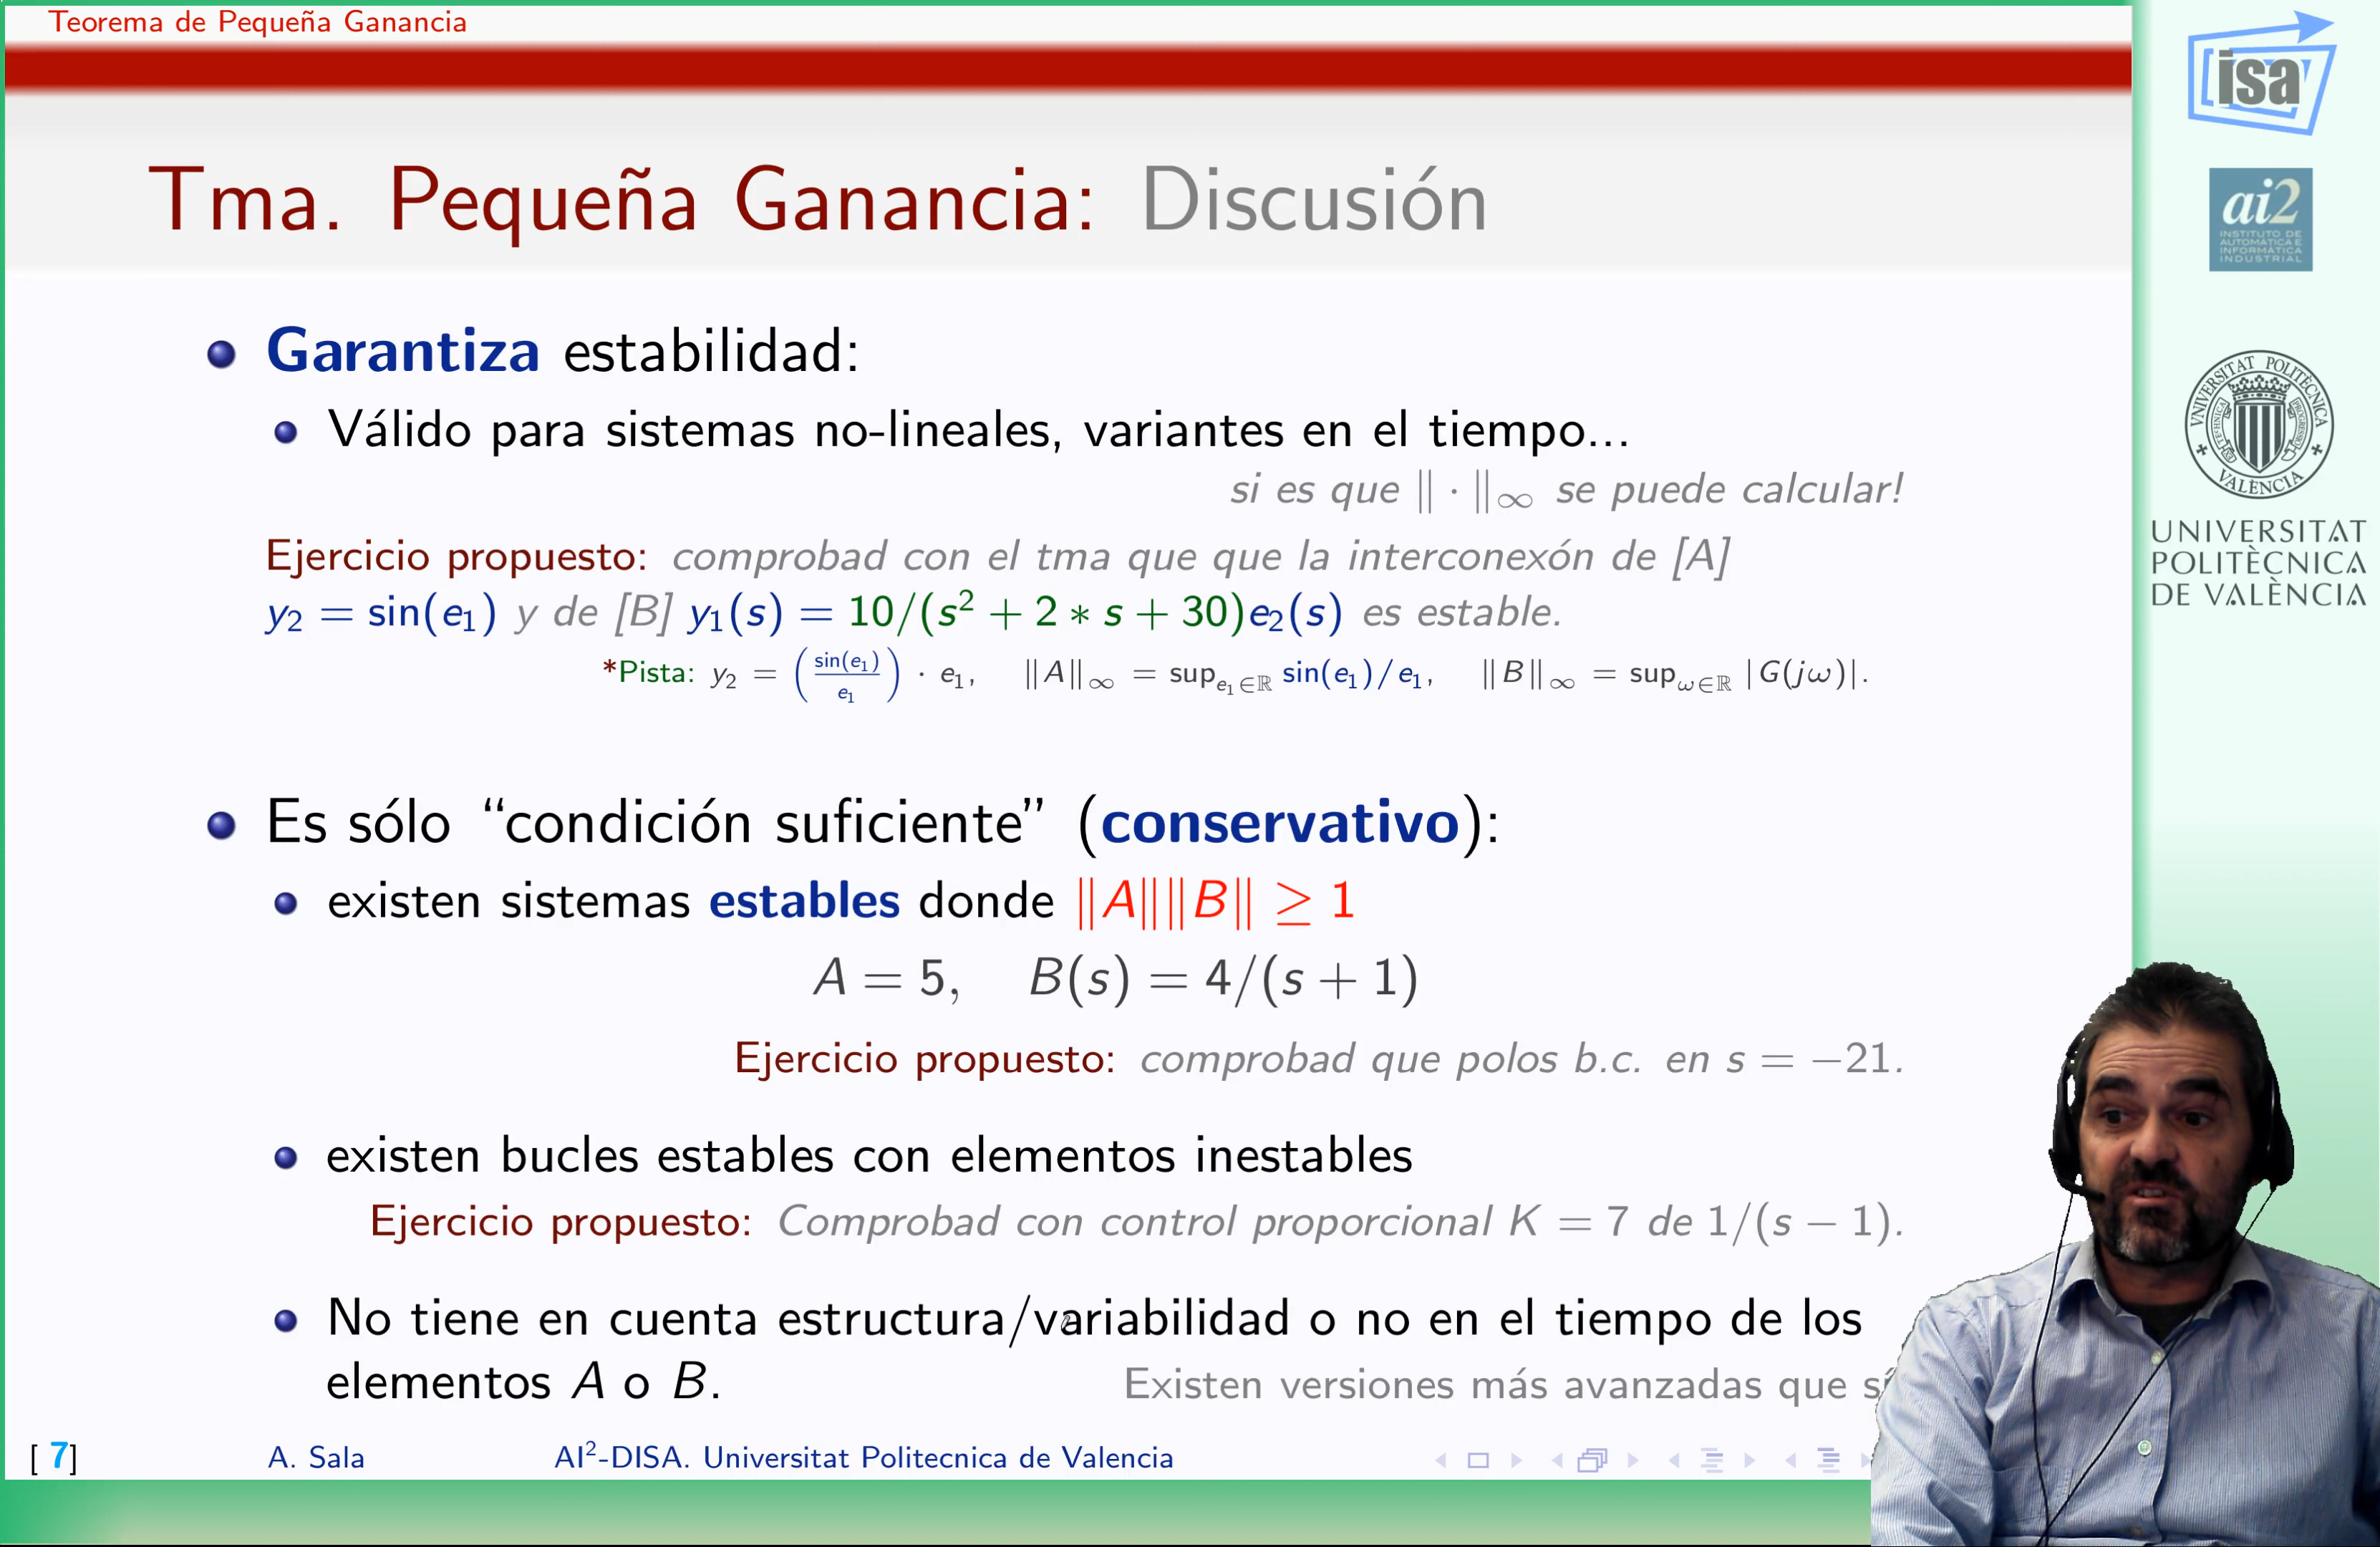 Teorema de Pequeña Ganancia
Tma. Pequeña Ganancia: Discusión
Garantiza estabilidad:
Válido para sistemas no-lineales, variantes en el tiempo...
si es que ‖ · ‖∞ se puede calcular!
Ejercicio propuesto: comprobad con el tma que que la interconexón de [A]
y₂ = sin(e₁) y de [B] y₁(s) = 10/(s² + 2 * s + 30)e₂(s) es estable.
*Pista: y₂ = (sin(e₁)/e₁) · e₁, ‖A‖∞ = sup_{e₁∈ℝ} sin(e₁)/e₁, ‖B‖∞ = sup_{ω∈ℝ} |G(jω)|.
Es sólo “condición suficiente” (conservativo):
existen sistemas estables donde ‖A‖‖B‖ ≥ 1
A = 5, B(s) = 4/(s + 1)
Ejercicio propuesto: comprobad que polos b.c. en s = −21.
existen bucles estables con elementos inestables
Ejercicio propuesto: Comprobad con control proporcional K = 7 de 1/(s − 1).
No tiene en cuenta estructura/variabilidad o no en el tiempo de los
elementos A o B.
Existen versiones más avanzadas que sí
[ 7]
A. Sala
AI²-DISA. Universitat Politecnica de Valencia
isa
ai2
INSTITUTO DE
AUTOMÁTICA E
INFORMÁTICA
INDUSTRIAL
UNIVERSITAT POLITÈCNICA
VALÈNCIA
UNIVERSITAT
POLITÈCNICA
DE VALÈNCIA